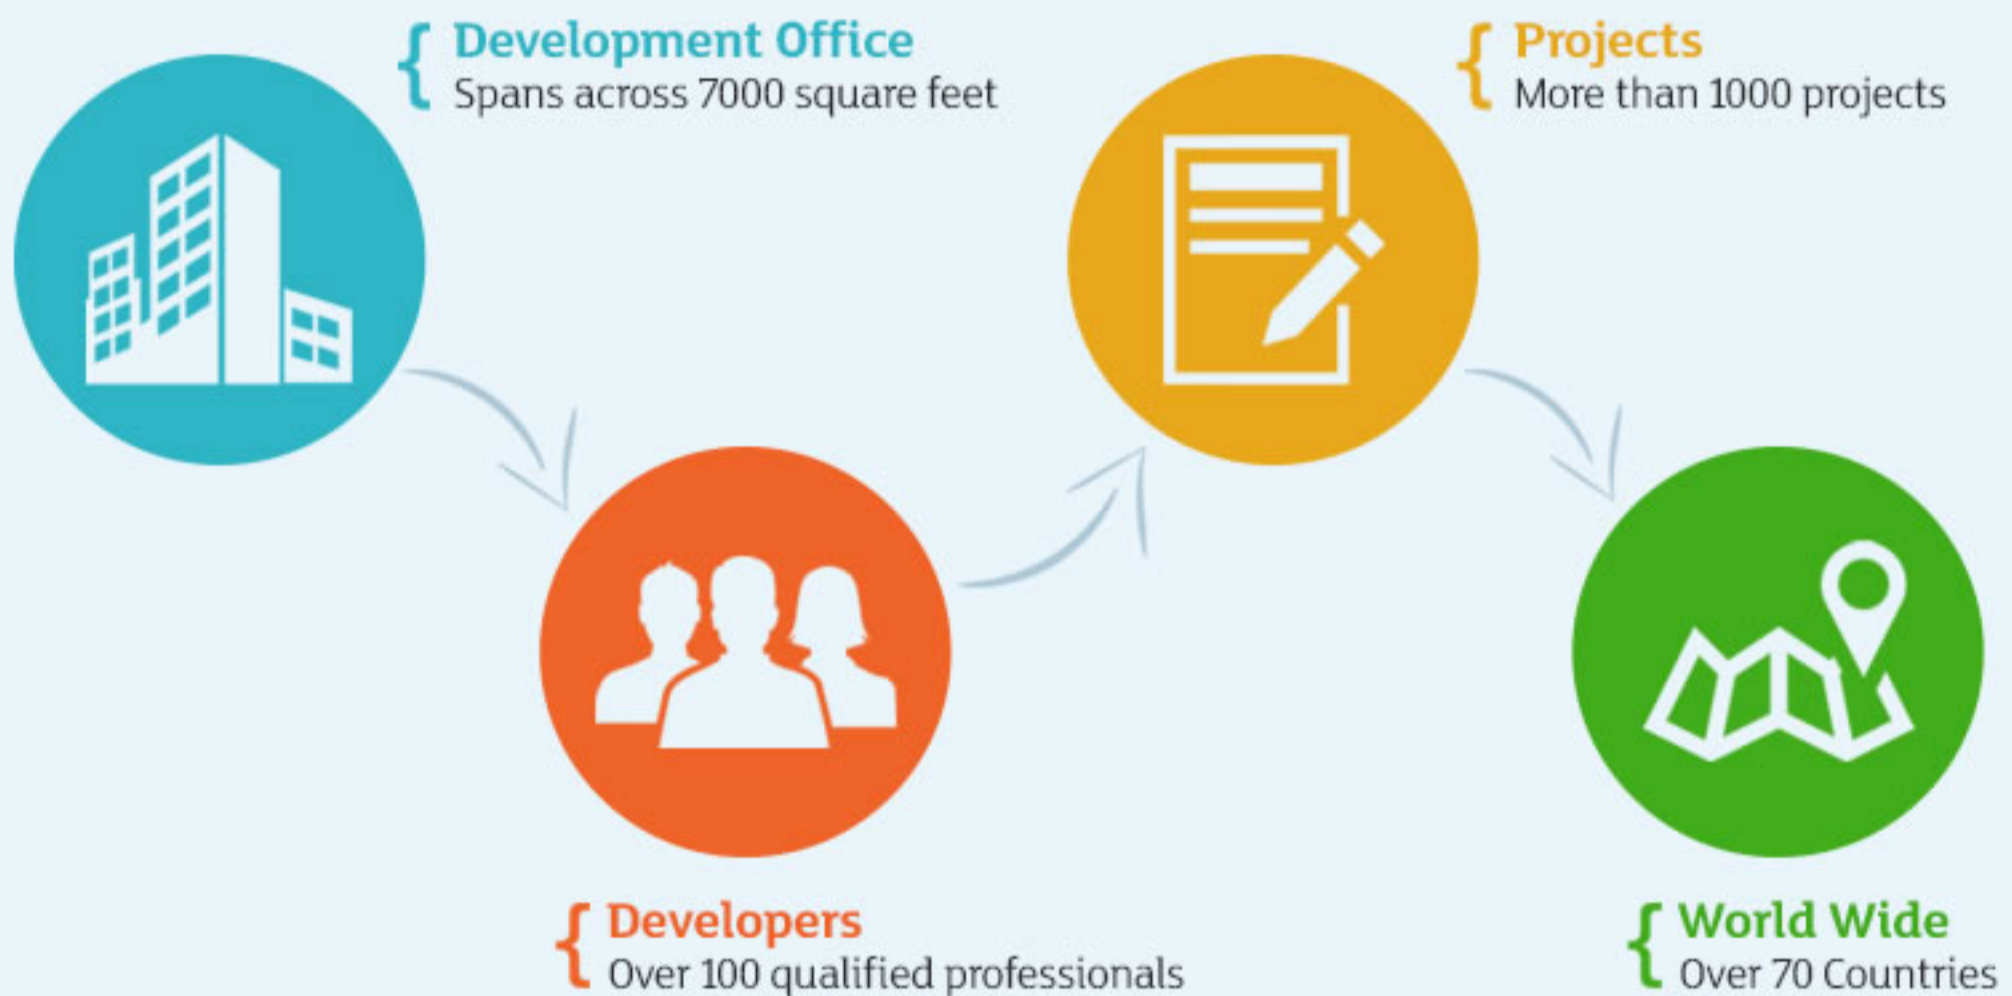 Development Office
Spans across 7000 square feet
Projects
More than 1000 projects
Developers
Over 100 qualified professionals
World Wide
Over 70 Countries